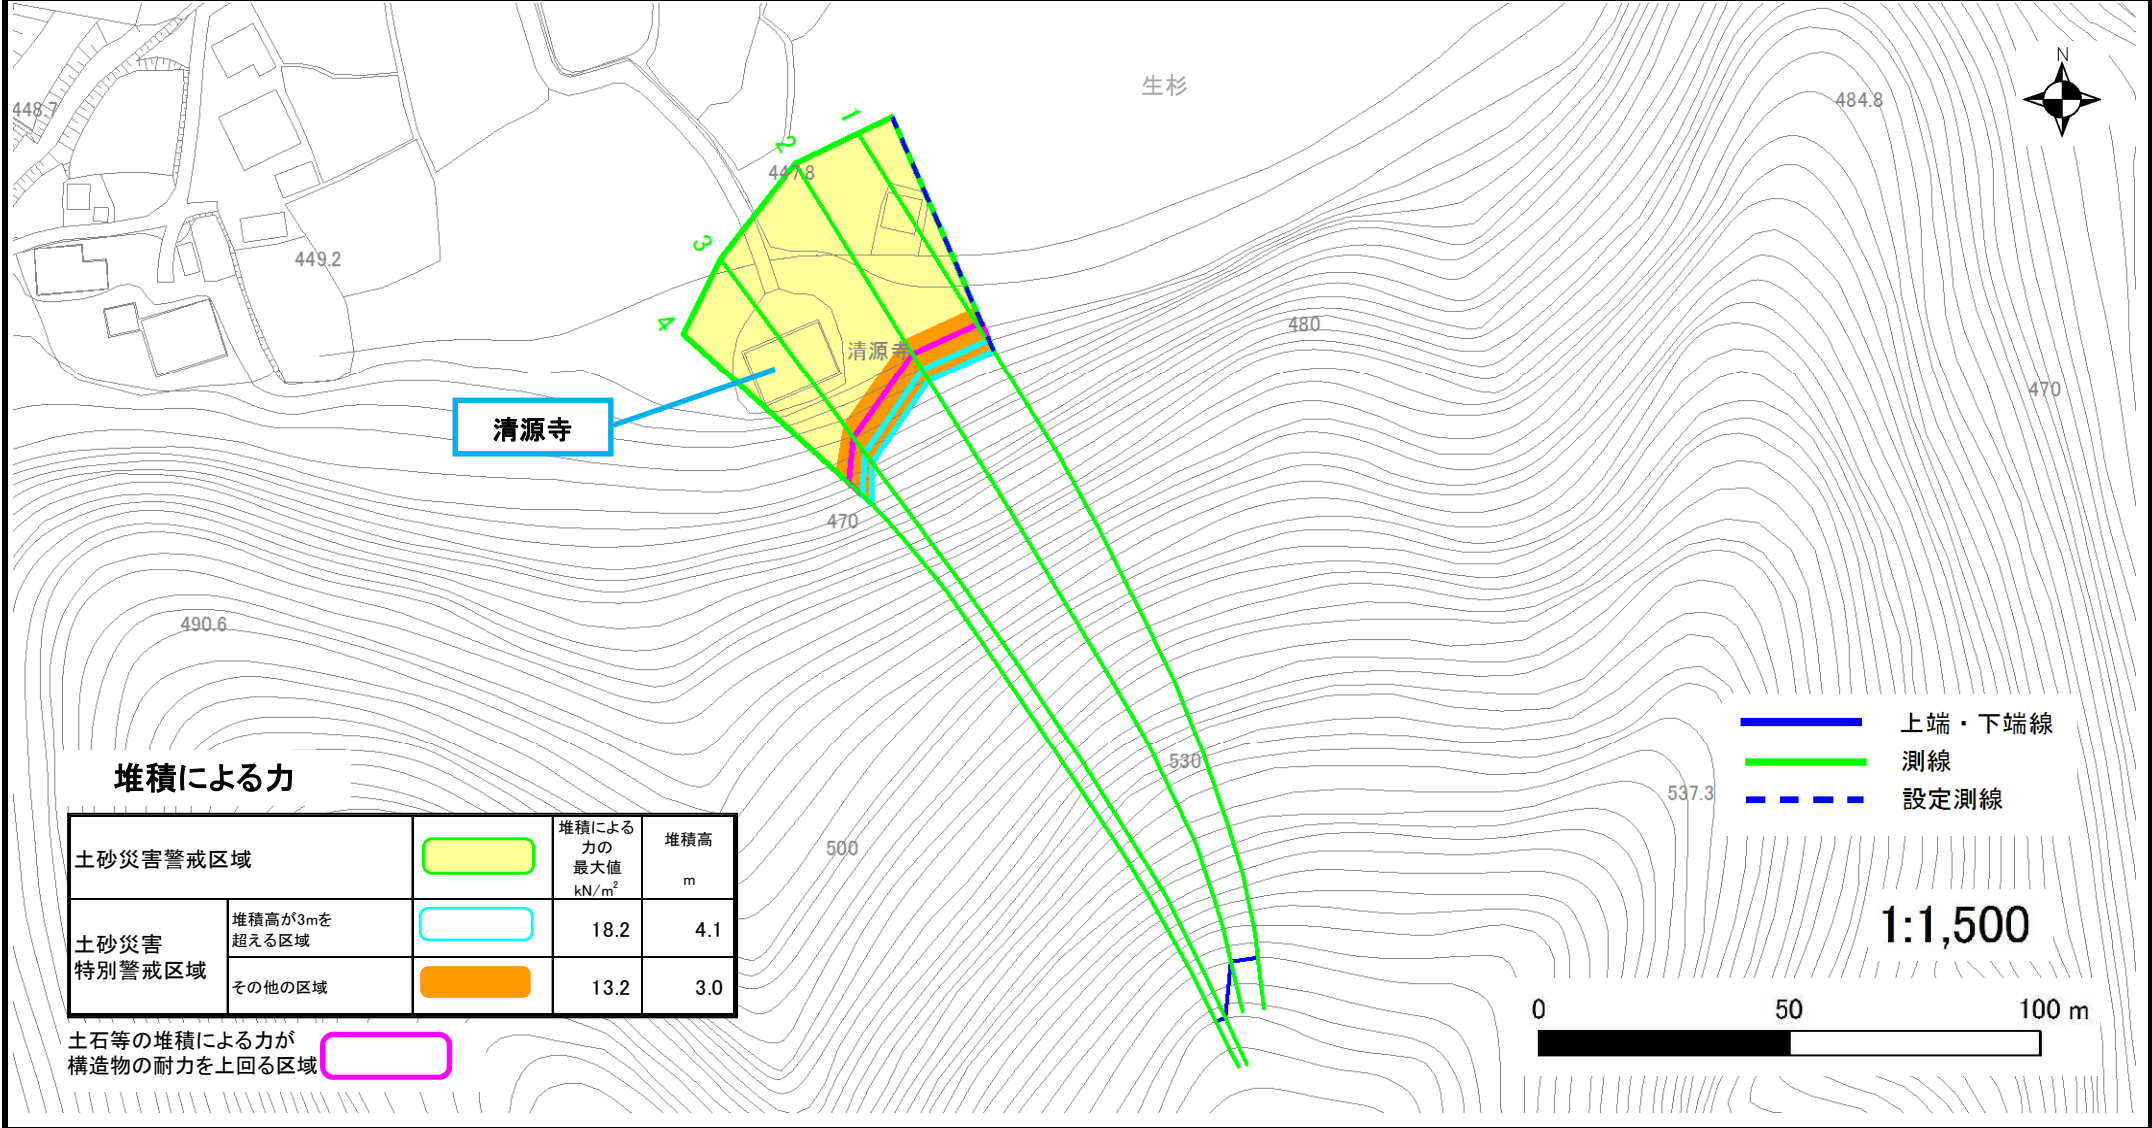 生杉
N
484.8
448.7
1
2
447.8
3
449.2
4
清源寺
480
470
清源寺
470
490.6
530
537.3
500
上端・下端線
測線
設定測線
1:1,500
0 50 100 m
堆積による力
土砂災害警戒区域
堆積による
力の
最大値
kN/m²
堆積高
m
土砂災害
特別警戒区域
堆積高が3mを
超える区域
18.2 4.1
その他の区域
13.2 3.0
土石等の堆積による力が
構造物の耐力を上回る区域